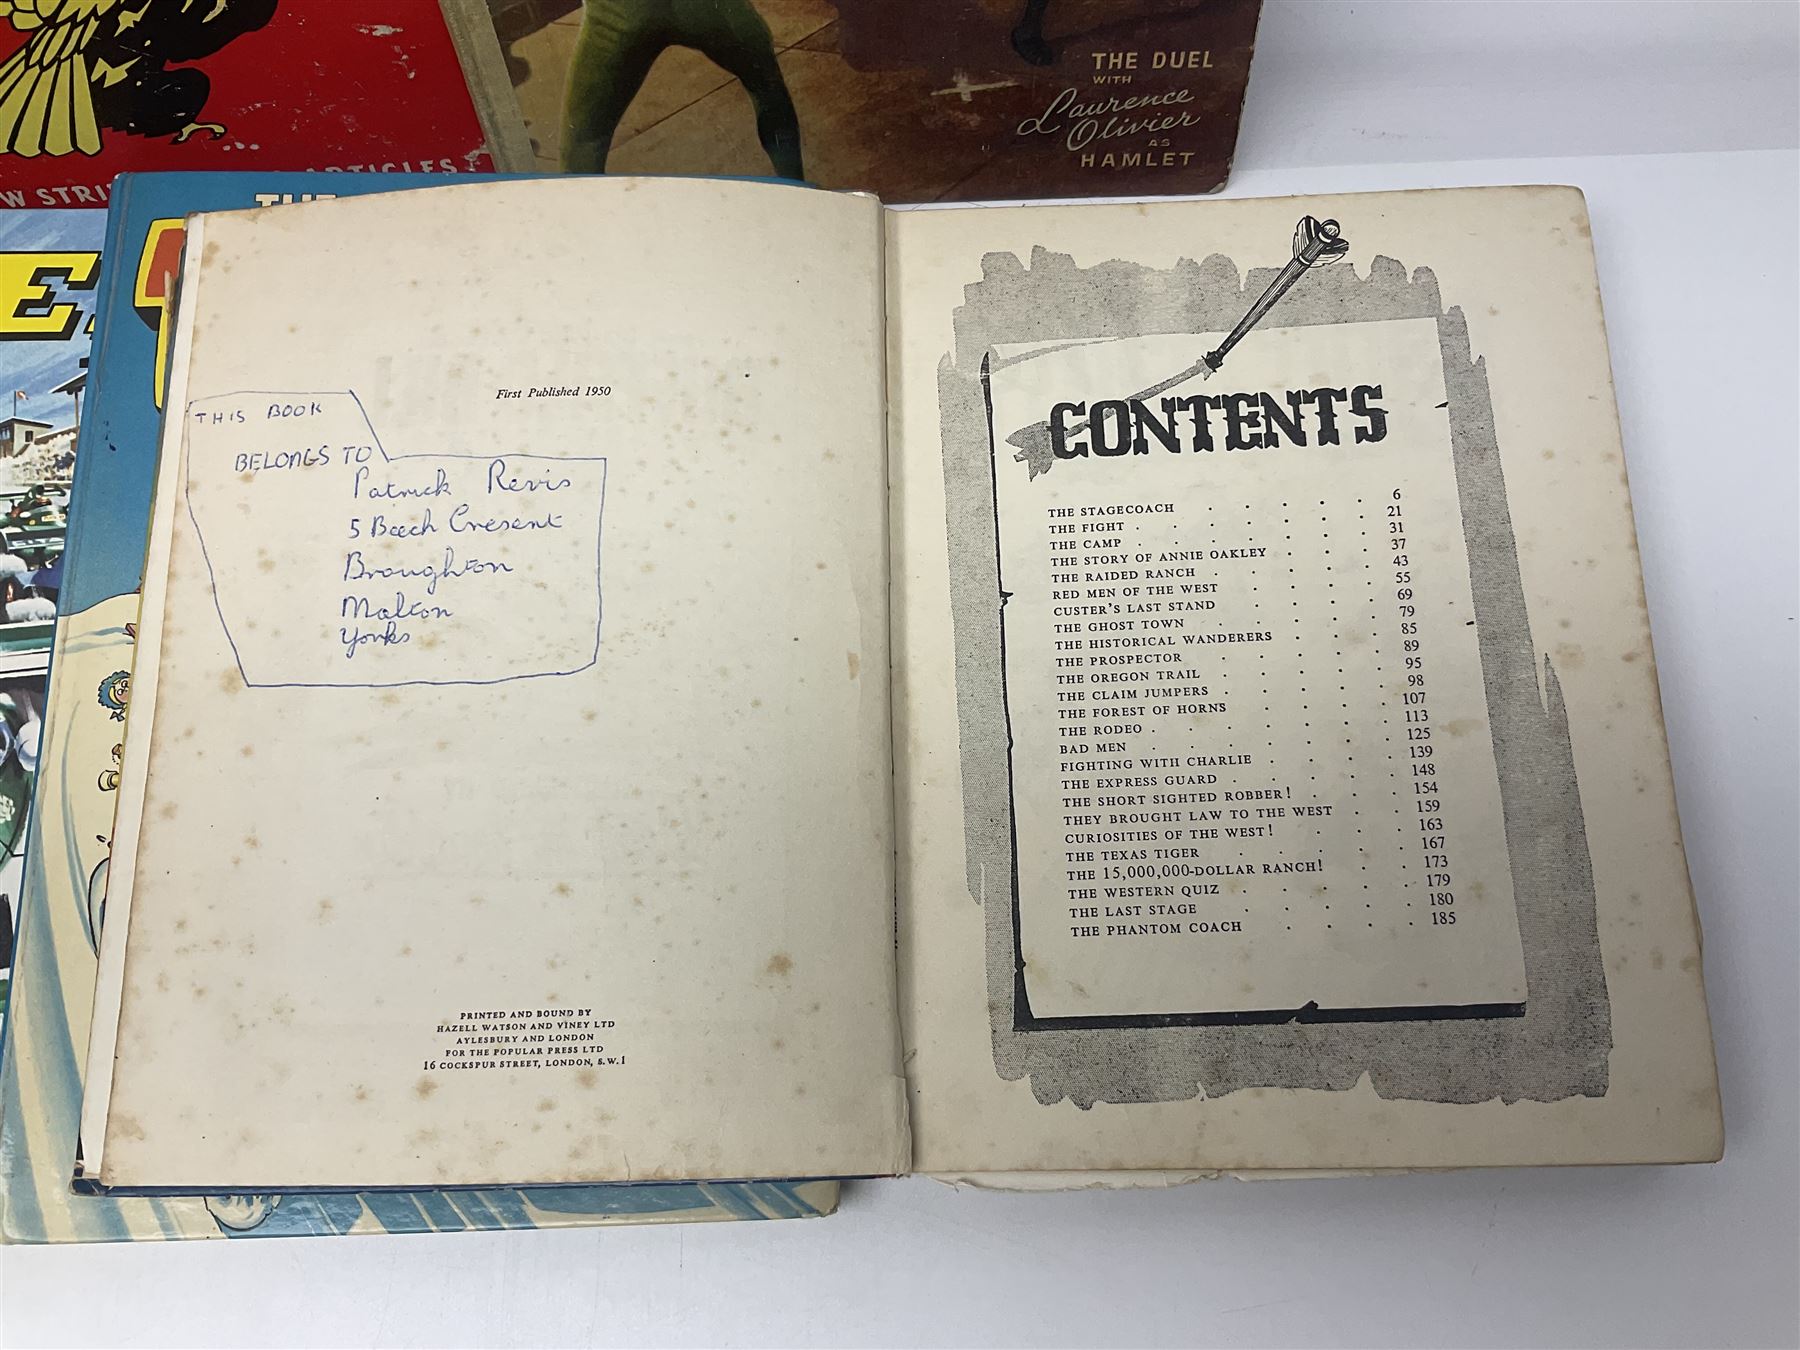 THE DUEL
WITH
Laurence
Olivier
AS
HAMLET
ARTICLES
W STRI
THE
E
First Published 1950
THIS BOOK
BELONGS TO
Patrick Revis
5 Beech Cresent
Broughton
Malton
Yorks
PRINTED AND BOUND BY
HAZELL WATSON AND VINEY LTD
AYLESBURY AND LONDON
FOR THE POPULAR PRESS LTD
16 COCKSPUR STREET, LONDON, S.W.1
CONTENTS
THE STAGECOACH . . . . . 6
THE FIGHT . . . . . . . 21
THE CAMP . . . . . . . 31
THE STORY OF ANNIE OAKLEY . . . 37
THE RAIDED RANCH . . . . . 43
RED MEN OF THE WEST . . . . 55
CUSTER'S LAST STAND . . . . 69
THE GHOST TOWN . . . . . 79
THE HISTORICAL WANDERERS . . . 85
THE PROSPECTOR . . . . . 89
THE OREGON TRAIL . . . . . 95
THE CLAIM JUMPERS . . . . . 98
THE FOREST OF HORNS . . . . 107
THE RODEO . . . . . . . 113
BAD MEN . . . . . . . 125
FIGHTING WITH CHARLIE . . . . 139
THE EXPRESS GUARD . . . . . 148
THE SHORT SIGHTED ROBBER! . . . 154
THEY BROUGHT LAW TO THE WEST . . 159
CURIOSITIES OF THE WEST! . . . . 163
THE TEXAS TIGER . . . . . 167
THE 15,000,000-DOLLAR RANCH! . . 173
THE WESTERN QUIZ . . . . . 179
THE LAST STAGE . . . . . 180
THE PHANTOM COACH . . . . 185